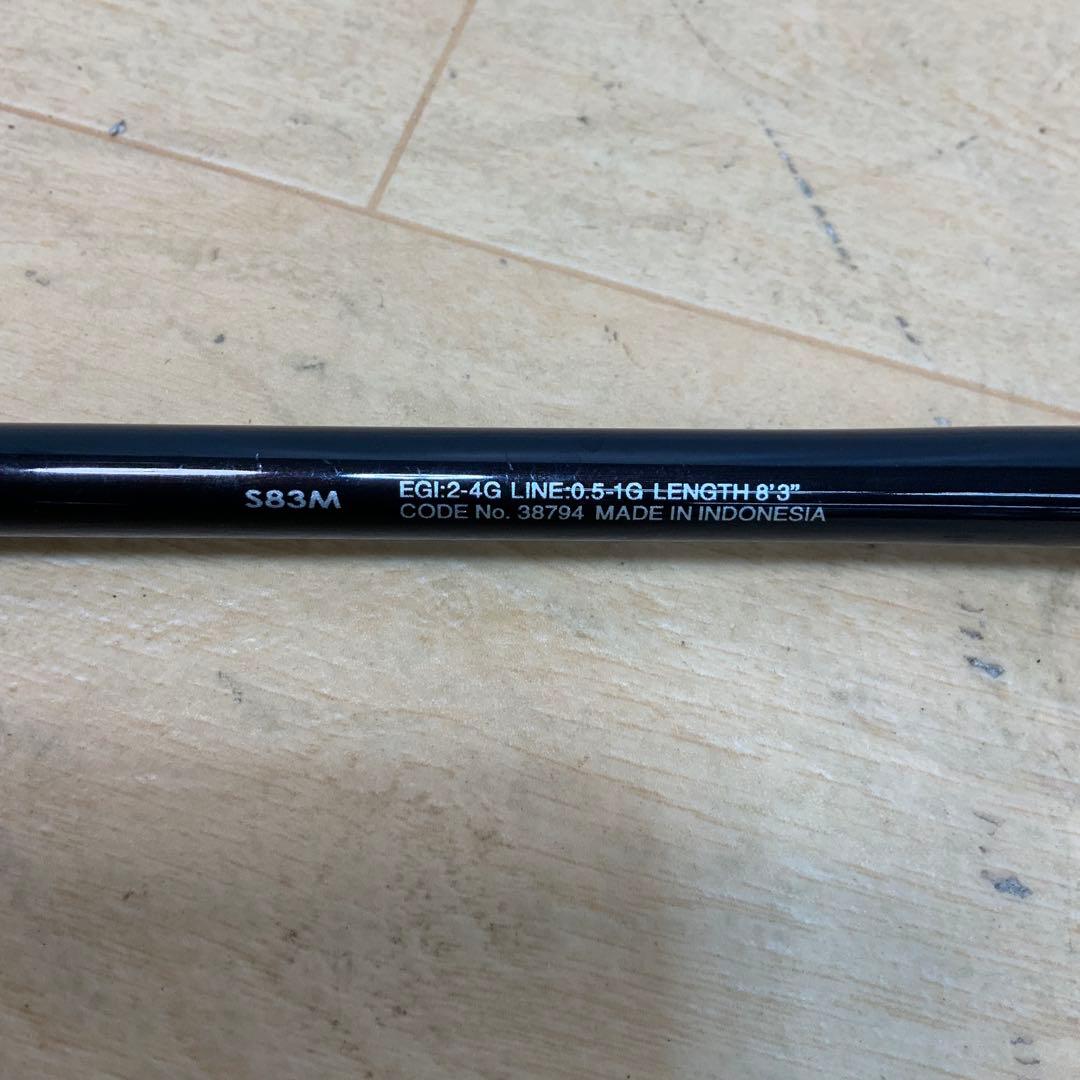 S83M
EGI:2-4G LINE:0.5-1G LENGTH 8'3"
CODE No. 38794 MADE IN INDONESIA